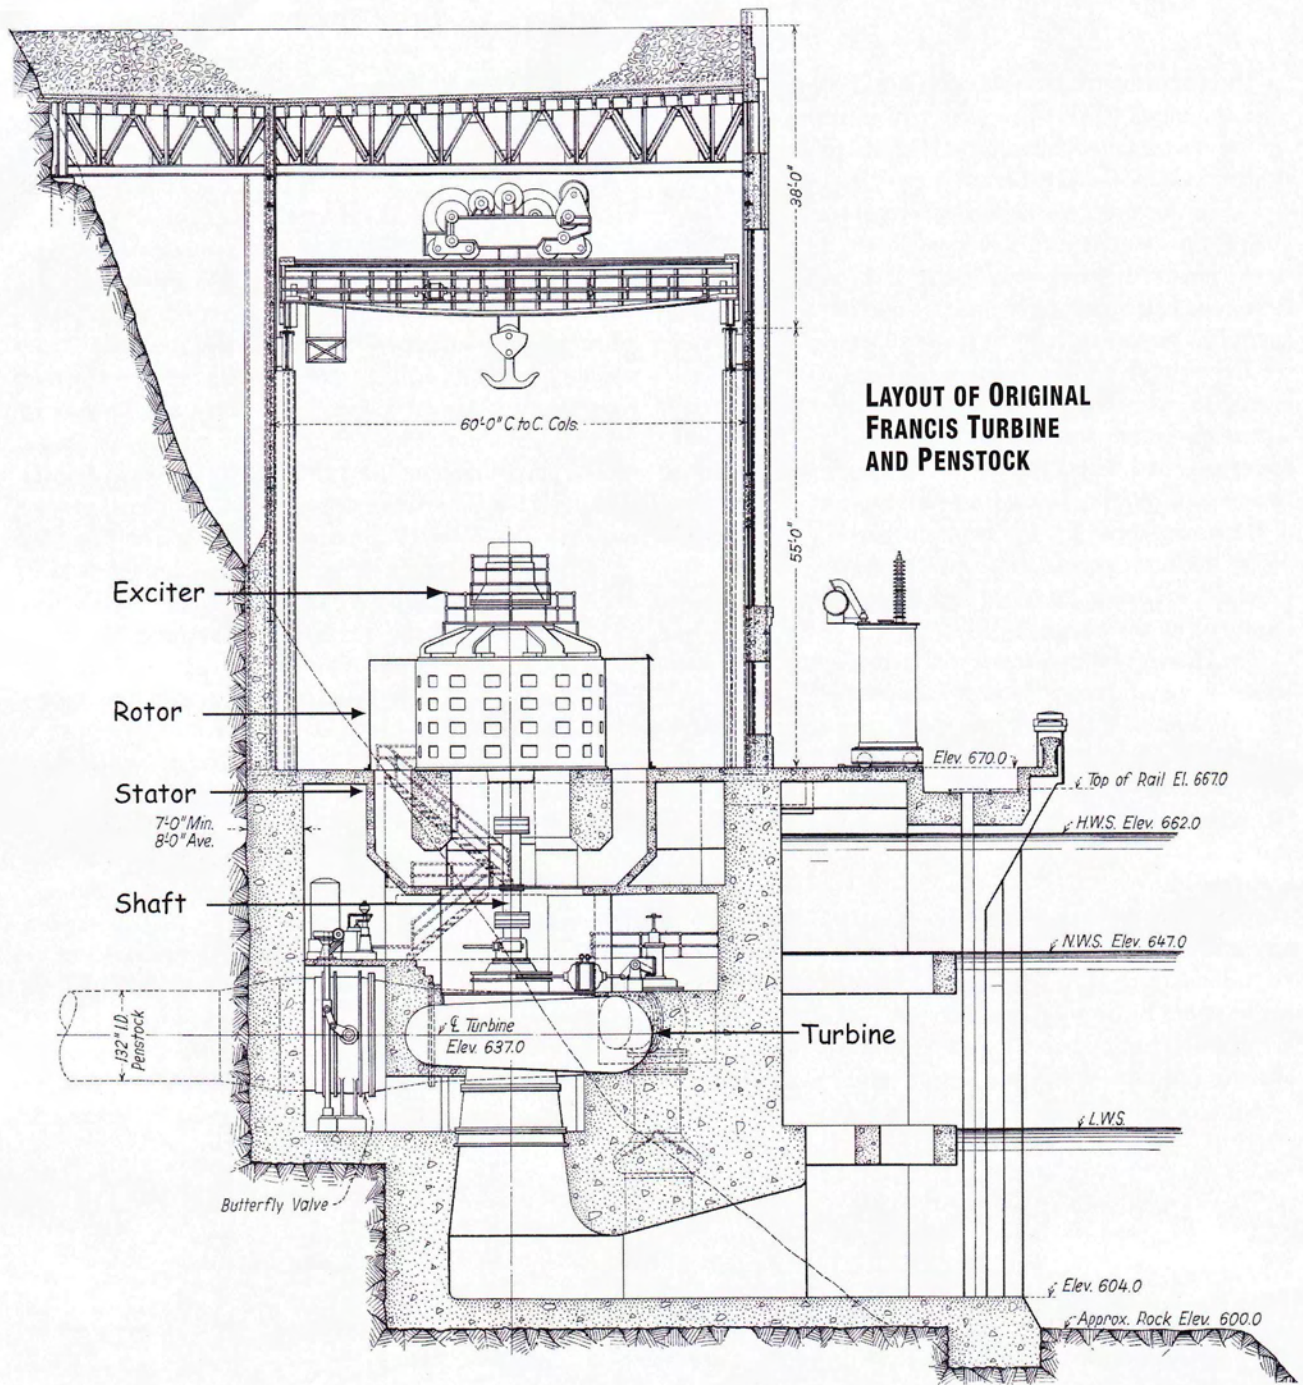 38'-0"
60'-0" C to C. Cols.
LAYOUT OF ORIGINAL
FRANCIS TURBINE
AND PENSTOCK
55'-0"
Exciter
Rotor
Elev. 670.0
Top of Rail El. 667.0
Stator
7'-0" Min.
8'-0" Ave.
H.W.S. Elev. 662.0
Shaft
N.W.S. Elev. 647.0
132" I.D.
Penstock
℄ Turbine
Elev. 637.0
Turbine
L.W.S.
Butterfly Valve
Elev. 604.0
Approx. Rock Elev. 600.0